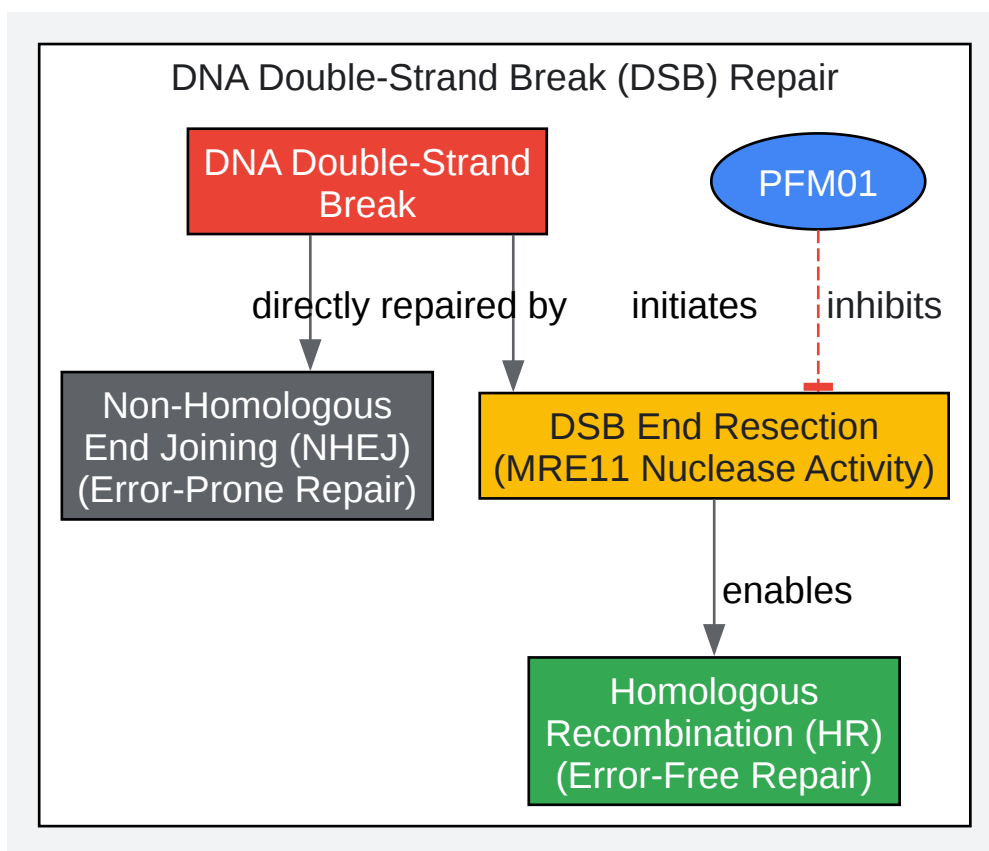 DNA Double-Strand Break (DSB) Repair
DNA Double-Strand
Break
PFM01
directly repaired by
initiates
inhibits
Non-Homologous
End Joining (NHEJ)
(Error-Prone Repair)
DSB End Resection
(MRE11 Nuclease Activity)
enables
Homologous
Recombination (HR)
(Error-Free Repair)